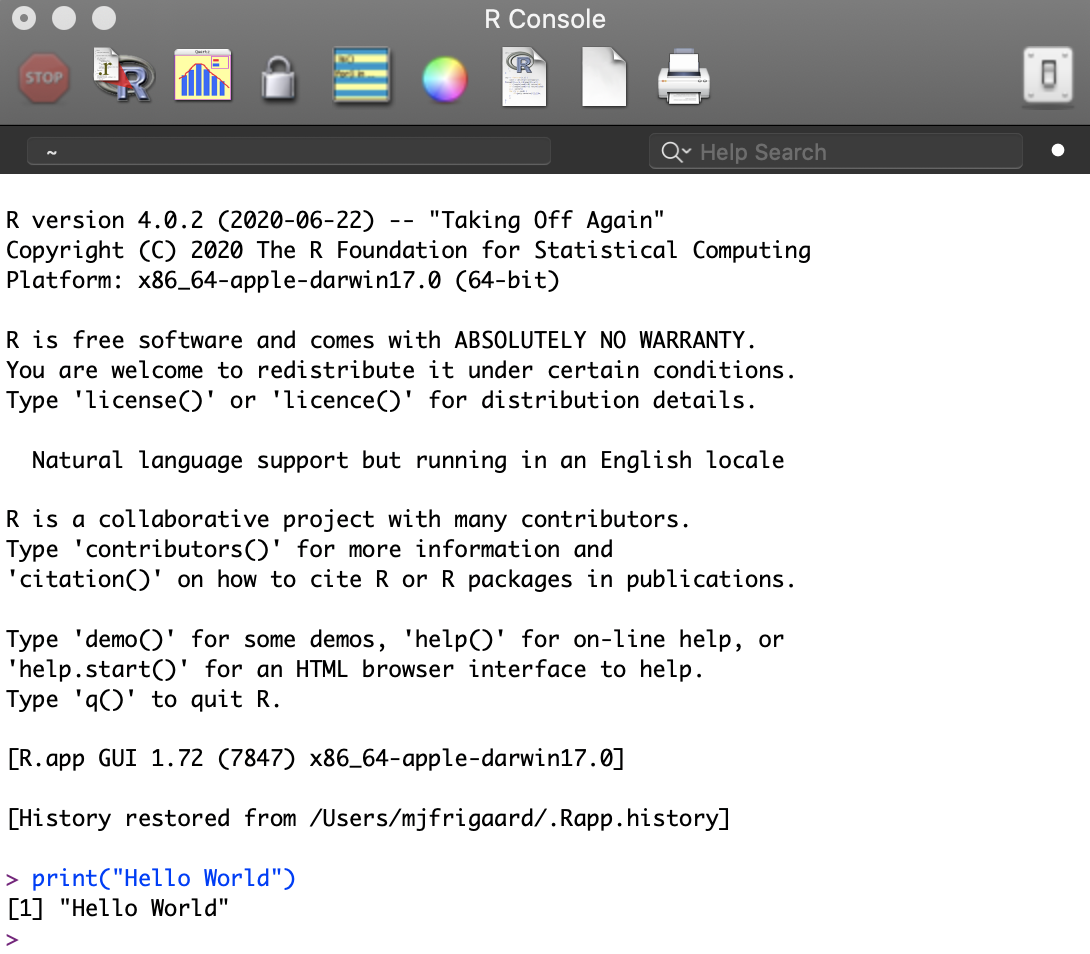 R Console
STOP
~
Help Search
R version 4.0.2 (2020-06-22) -- "Taking Off Again"
Copyright (C) 2020 The R Foundation for Statistical Computing
Platform: x86_64-apple-darwin17.0 (64-bit)
R is free software and comes with ABSOLUTELY NO WARRANTY.
You are welcome to redistribute it under certain conditions.
Type 'license()' or 'licence()' for distribution details.
Natural language support but running in an English locale
R is a collaborative project with many contributors.
Type 'contributors()' for more information and
'citation()' on how to cite R or R packages in publications.
Type 'demo()' for some demos, 'help()' for on-line help, or
'help.start()' for an HTML browser interface to help.
Type 'q()' to quit R.
[R.app GUI 1.72 (7847) x86_64-apple-darwin17.0]
[History restored from /Users/mjfrigaard/.Rapp.history]
> print("Hello World")
[1] "Hello World"
>